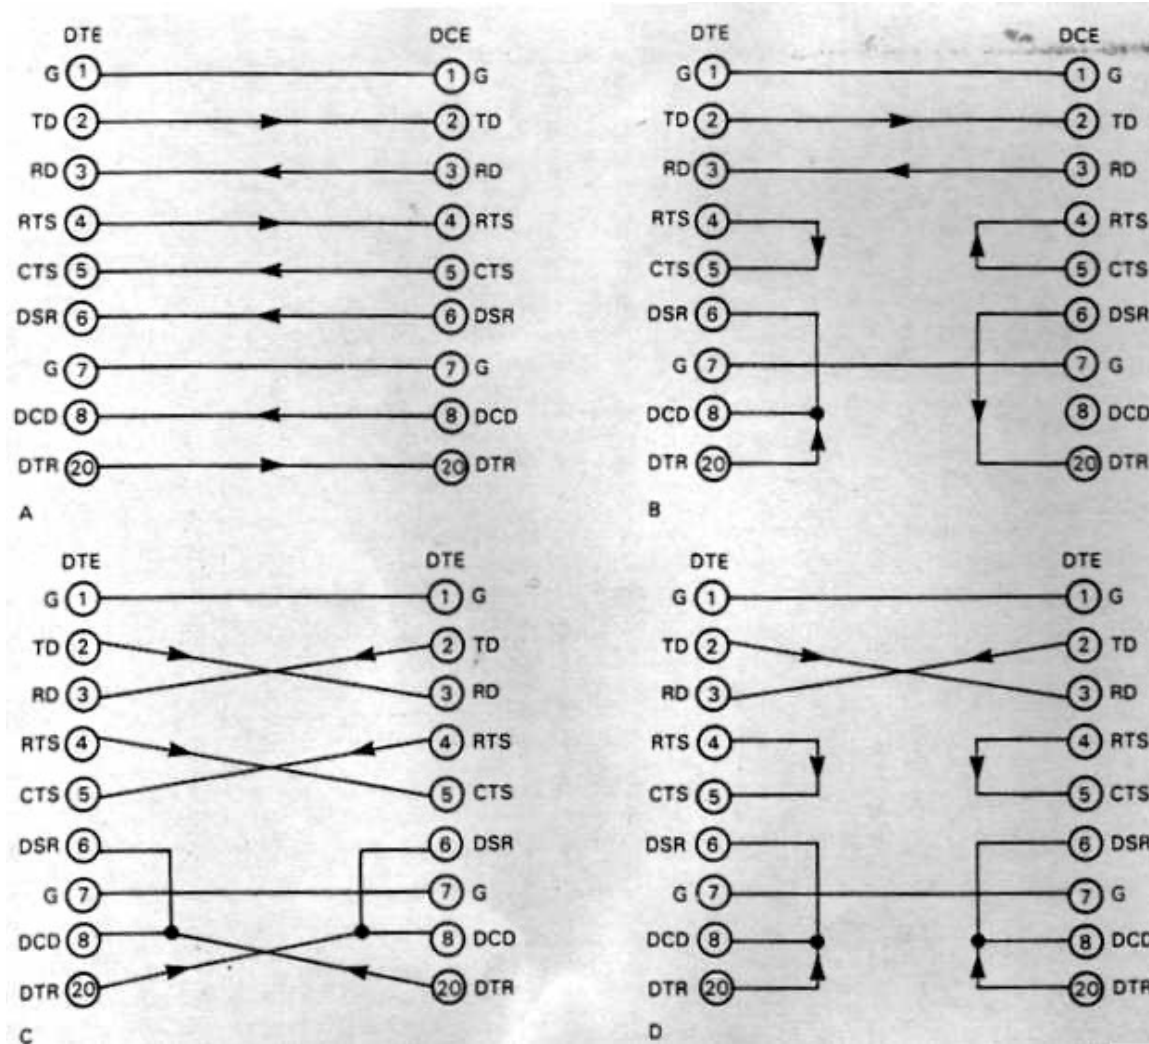 DTE DCE
G 1 1 G
TD 2 2 TD
RD 3 3 RD
RTS 4 4 RTS
CTS 5 5 CTS
DSR 6 6 DSR
G 7 7 G
DCD 8 8 DCD
DTR 20 20 DTR
A
DTE DCE
G 1 1 G
TD 2 2 TD
RD 3 3 RD
RTS 4 4 RTS
CTS 5 5 CTS
DSR 6 6 DSR
G 7 7 G
DCD 8 8 DCD
DTR 20 20 DTR
B
DTE DTE
G 1 1 G
TD 2 2 TD
RD 3 3 RD
RTS 4 4 RTS
CTS 5 5 CTS
DSR 6 6 DSR
G 7 7 G
DCD 8 8 DCD
DTR 20 20 DTR
C
DTE DTE
G 1 1 G
TD 2 2 TD
RD 3 3 RD
RTS 4 4 RTS
CTS 5 5 CTS
DSR 6 6 DSR
G 7 7 G
DCD 8 8 DCD
DTR 20 20 DTR
D